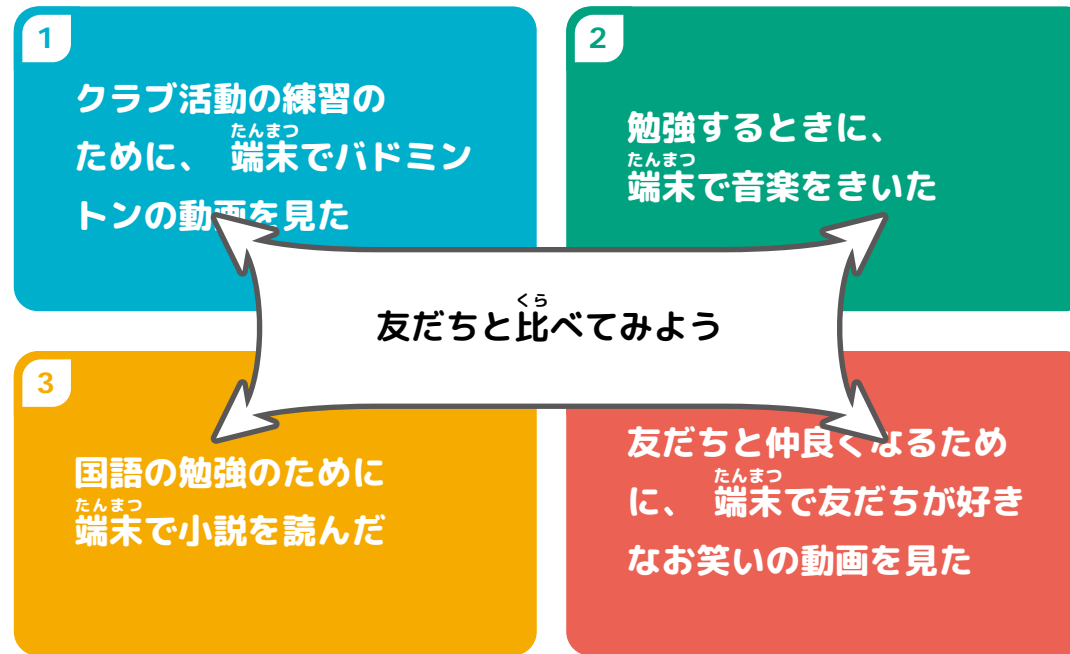 1
クラブ活動の練習の
たんまつ
ために、 端末でバドミン
トンの動画を見た
2
勉強するときに、
たんまつ
端末で音楽をきいた
くら
友だちと比べてみよう
3
国語の勉強のために
たんまつ
端末で小説を読んだ
友だちと仲良くなるため
たんまつ
に、 端末で友だちが好き
なお笑いの動画を見た